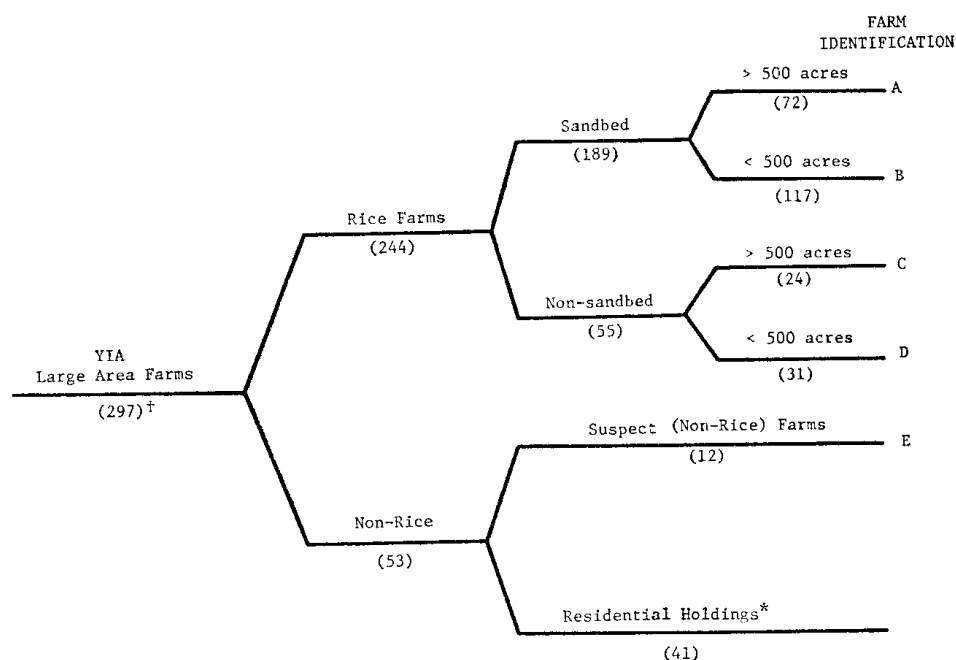 FARM
IDENTIFICATION
> 500 acres
A
(72)
Sandbed
(189)
< 500 acres
B
(117)
Rice Farms
(244)
> 500 acres
C
(24)
Non-sandbed
(55)
< 500 acres
D
(31)
YIA
Large Area Farms
(297)†
Suspect (Non-Rice) Farms
E
(12)
Non-Rice
(53)
Residential Holdings*
(41)